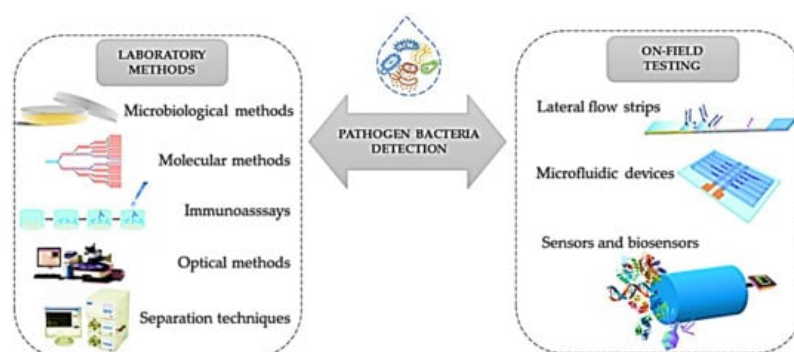 LABORATORY
METHODS
Microbiological methods
Molecular methods
Immunoasssays
Optical methods
Separation techniques
PATHOGEN BACTERIA
DETECTION
ON-FIELD
TESTING
Lateral flow strips
Microfluidic devices
Sensors and biosensors